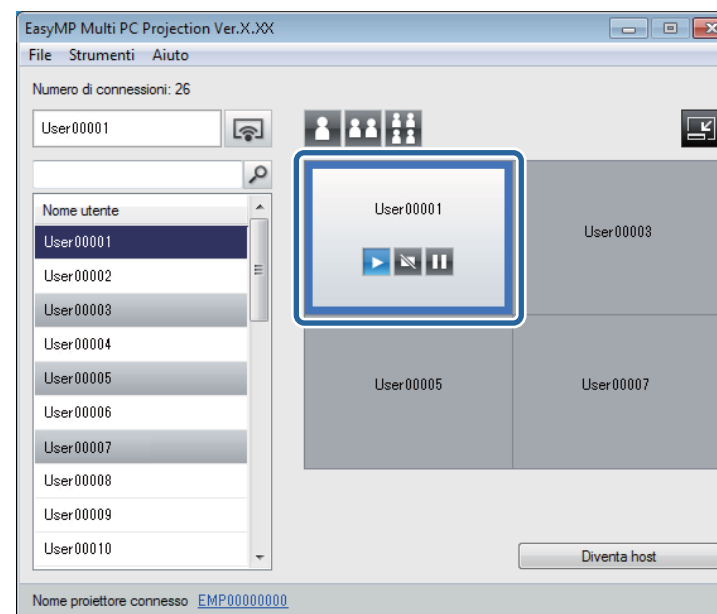 EasyMP Multi PC Projection Ver.X.XX
File Strumenti Aiuto
Numero di connessioni: 26
User00001
Nome utente
User00001
User00002
User00003
User00004
User00005
User00006
User00007
User00008
User00009
User00010
User00001
User00003
User00005
User00007
Diventa host
Nome proiettore connesso EMP00000000